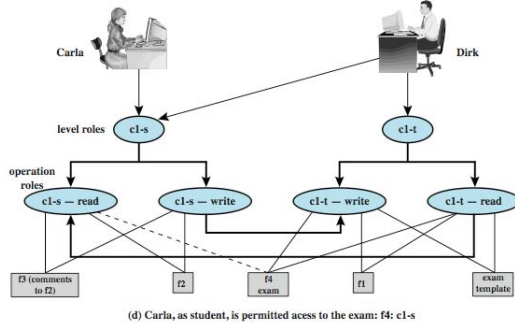 Carla
Dirk
level roles
c1-s
c1-t
operation
roles
c1-s — read
c1-s — write
c1-t — write
c1-t — read
f3 (comments
to f2)
f2
f4
exam
f1
exam
template
(d) Carla, as student, is permitted acess to the exam: f4: c1-s